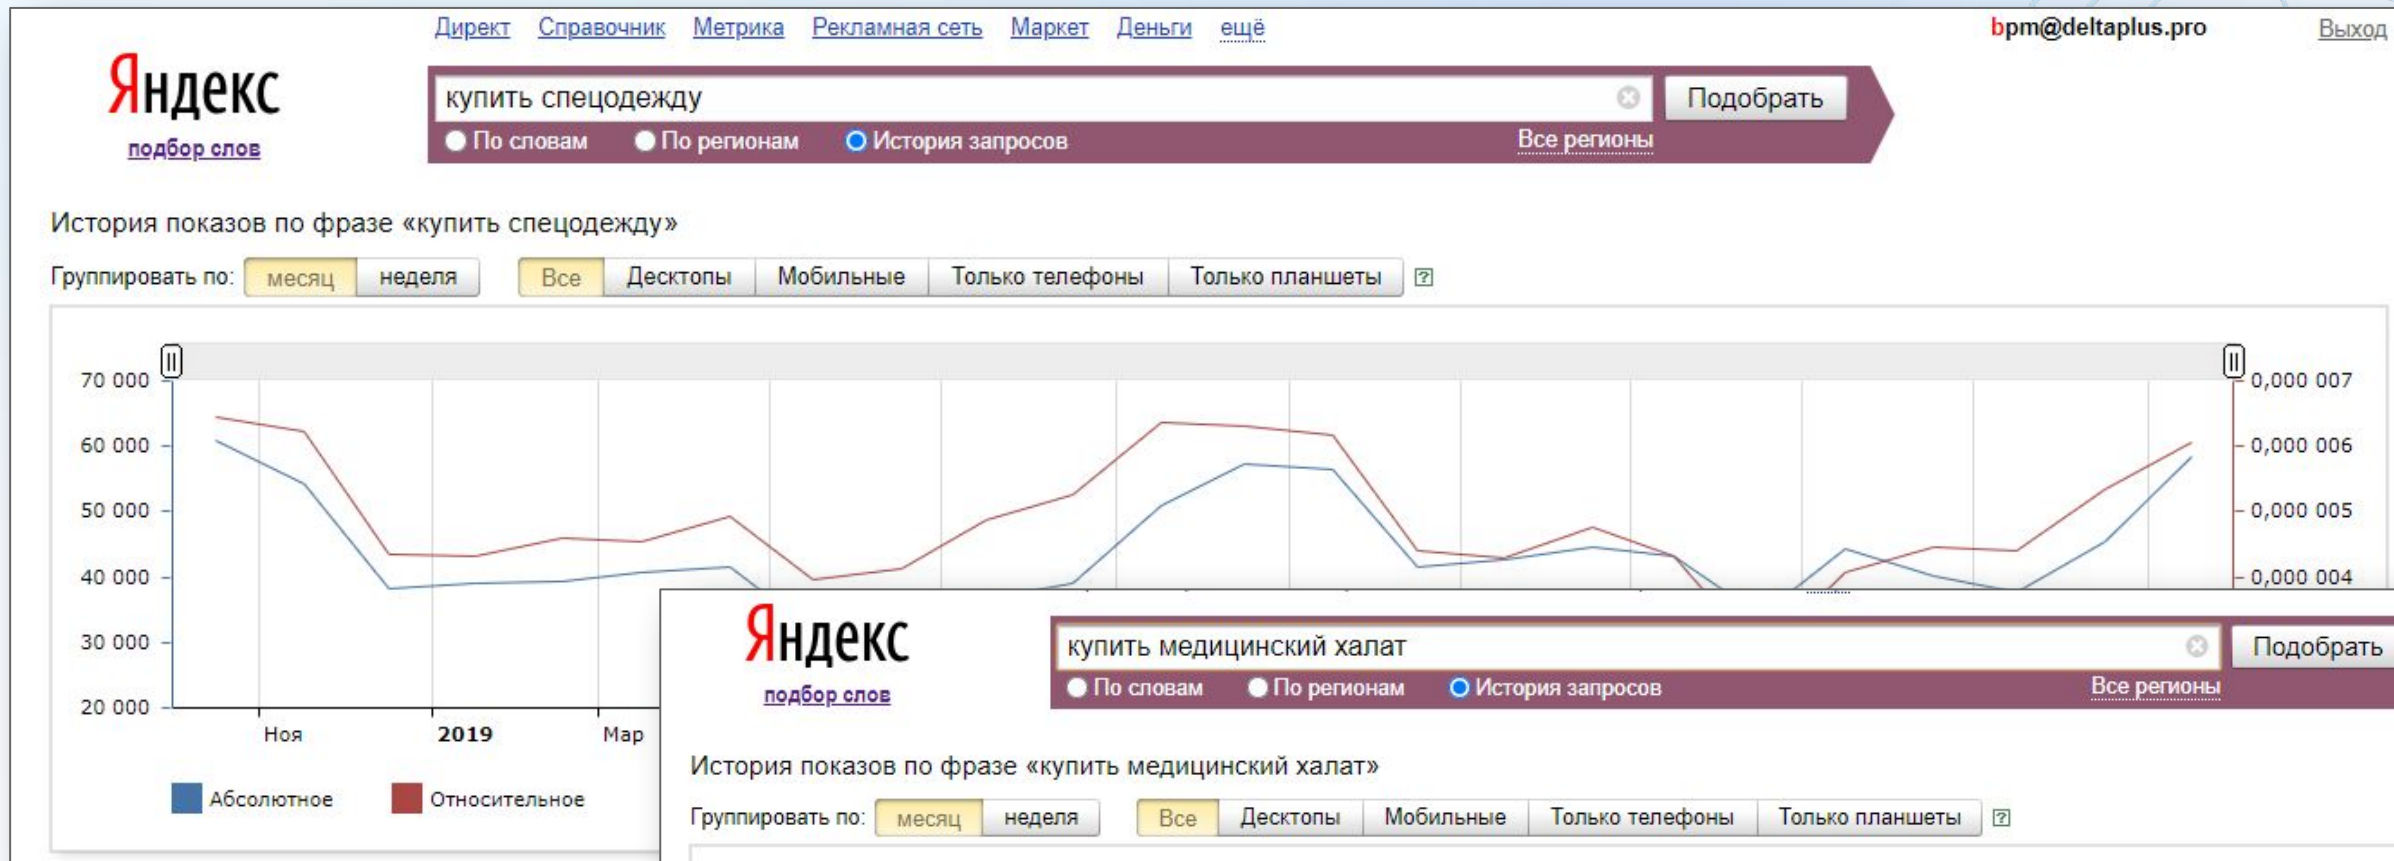 Директ Справочник Метрика Рекламная сеть Маркет Деньги ещё bpm@deltaplus.pro Выход
Яндекс
подбор слов
купить спецодежду Подобрать
По словам По регионам История запросов Все регионы
История показов по фразе «купить спецодежду»
Группировать по: месяц неделя Все Десктопы Мобильные Только телефоны Только планшеты ?
70 000 0,000 007
60 000 0,000 006
50 000 0,000 005
40 000 0,000 004
30 000
20 000
Ноя 2019 Мар
Абсолютное Относительное
Яндекс
подбор слов
купить медицинский халат Подобрать
По словам По регионам История запросов Все регионы
История показов по фразе «купить медицинский халат»
Группировать по: месяц неделя Все Десктопы Мобильные Только телефоны Только планшеты ?